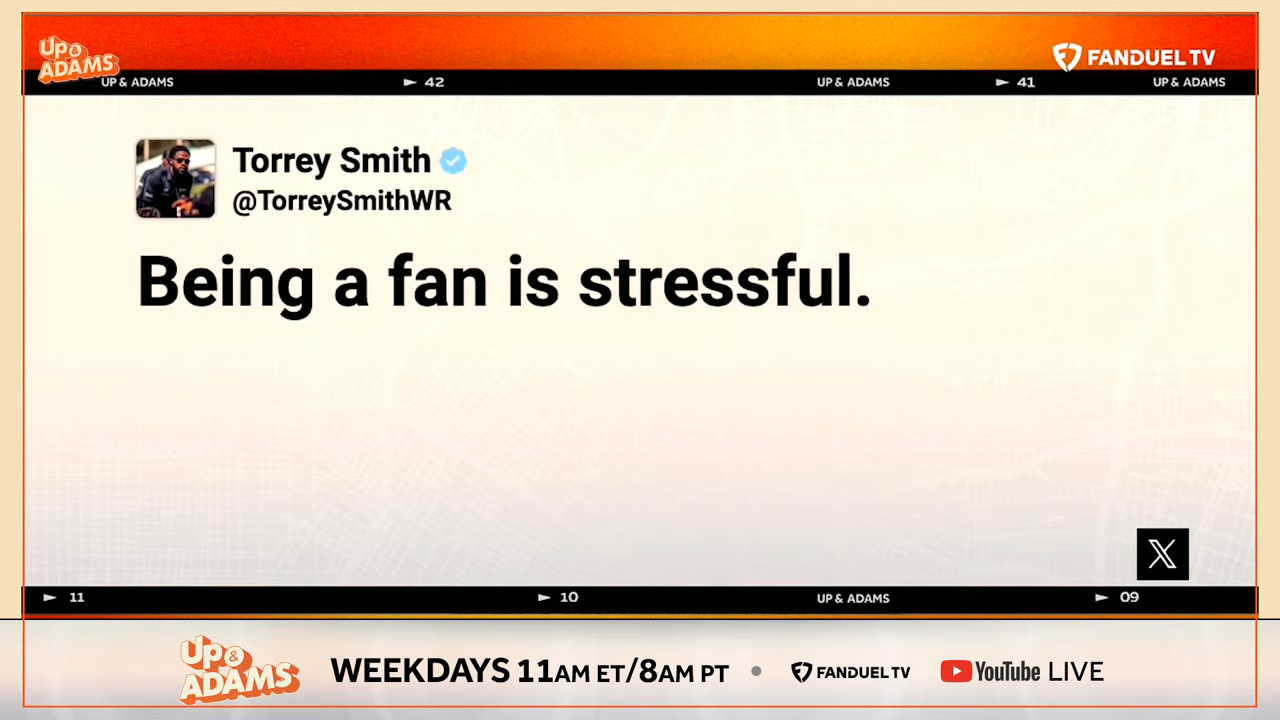 Up&
ADAMS
FANDUEL TV
UP & ADAMS
42
UP & ADAMS
41
UP & ADAMS
Torrey Smith
@TorreySmithWR
Being a fan is stressful.
X
11
10
UP & ADAMS
09
Up&
ADAMS
WEEKDAYS 11AM ET/8AM PT
FANDUEL TV
YouTube LIVE